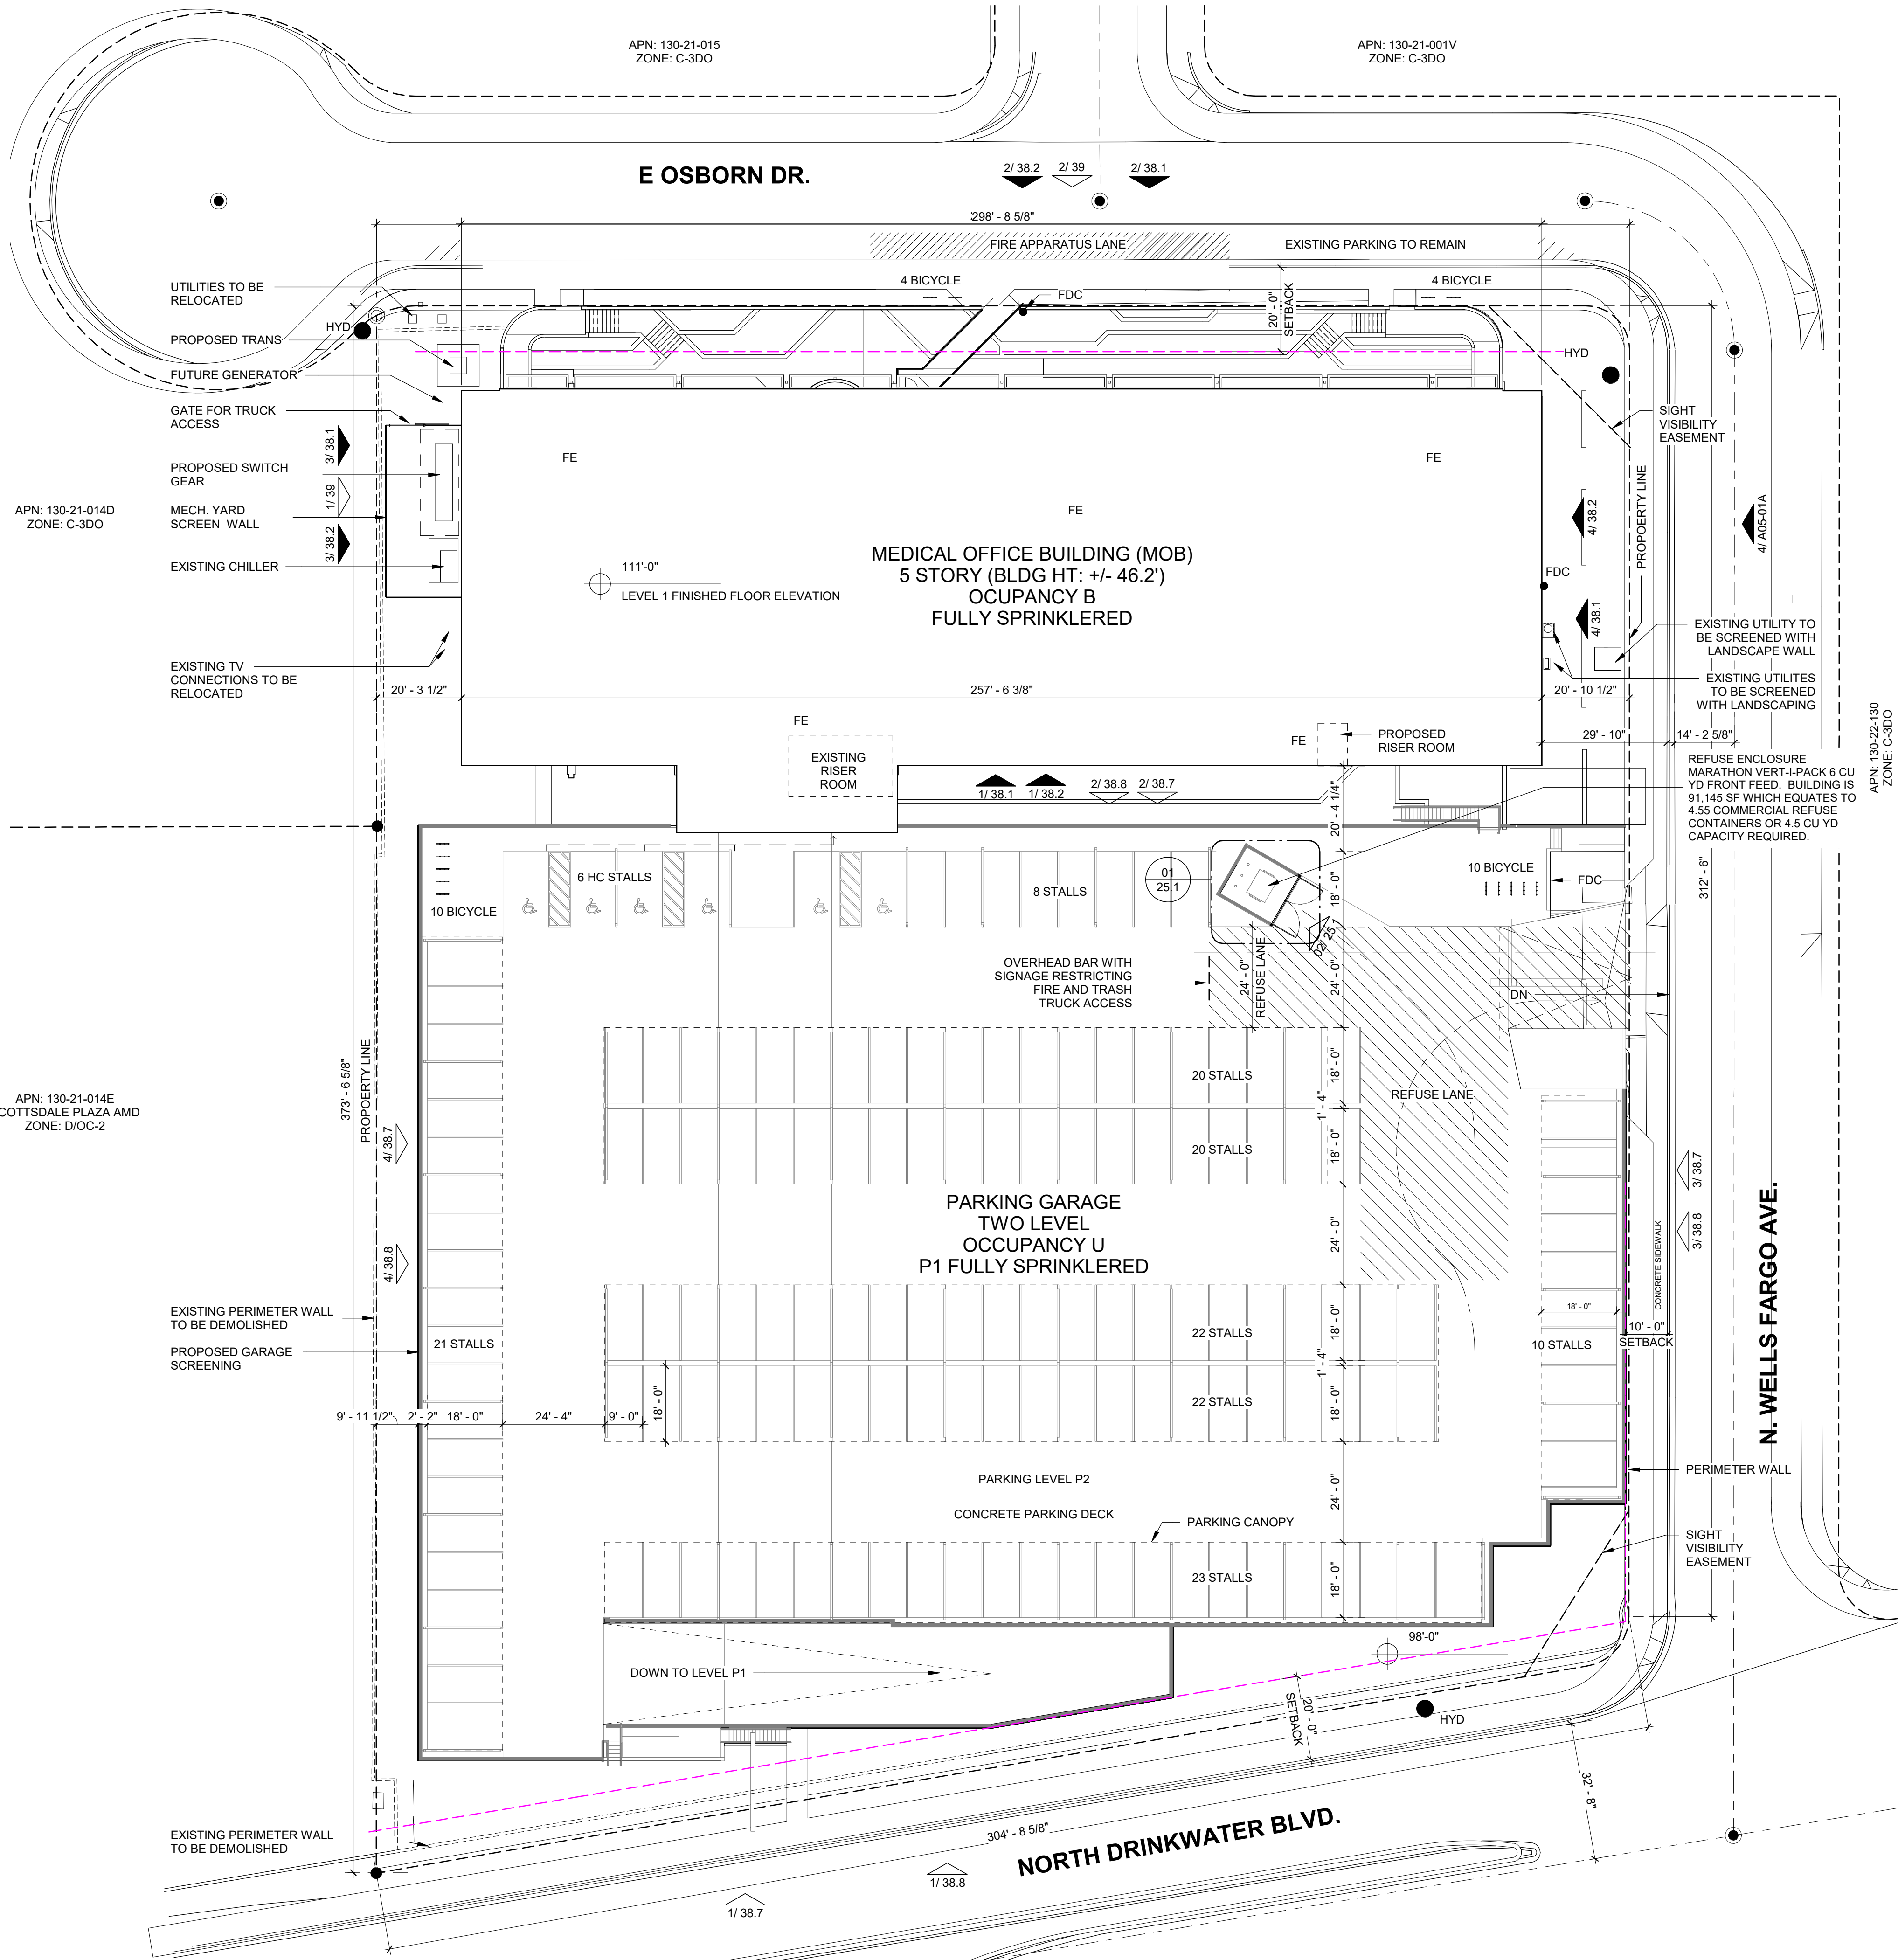 APN: 130-21-015
ZONE: C-3DO
APN: 130-21-001V
ZONE: C-3DO
E OSBORN DR.
2/ 38.2
2/ 39
2/ 38.1
298' - 8 5/8"
FIRE APPARATUS LANE
EXISTING PARKING TO REMAIN
4 BICYCLE
4 BICYCLE
UTILITIES TO BE
RELOCATED
FDC
20' - 0"
SETBACK
HYD
PROPOSED TRANS
HYD
FUTURE GENERATOR
GATE FOR TRUCK
ACCESS
SIGHT
VISIBILITY
EASEMENT
3/ 38.1
FE
FE
PROPOSED SWITCH
GEAR
1/ 39
PROPOERTY LINE
APN: 130-21-014D
ZONE: C-3DO
MECH. YARD
SCREEN WALL
FE
4/ 38.2
4/ A05-01A
3/ 38.2
EXISTING CHILLER
MEDICAL OFFICE BUILDING (MOB)
5 STORY (BLDG HT: +/- 46.2')
OCUPANCY B
FULLY SPRINKLERED
111'-0"
LEVEL 1 FINISHED FLOOR ELEVATION
FDC
4/ 38.1
EXISTING UTILITY TO
BE SCREENED WITH
LANDSCAPE WALL
EXISTING TV
CONNECTIONS TO BE
RELOCATED
EXISTING UTILITES
TO BE SCREENED
WITH LANDSCAPING
20' - 3 1/2"
257' - 6 3/8"
20' - 10 1/2"
APN: 130-22-130
ZONE: C-3DO
FE
FE
PROPOSED
RISER ROOM
29' - 10"
14' - 2 5/8"
EXISTING
RISER
ROOM
REFUSE ENCLOSURE
MARATHON VERT-I-PACK 6 CU
YD FRONT FEED. BUILDING IS
91,145 SF WHICH EQUATES TO
4.55 COMMERCIAL REFUSE
CONTAINERS OR 4.5 CU YD
CAPACITY REQUIRED.
1/ 38.1
1/ 38.2
2/ 38.8
2/ 38.7
20' - 4 1/4"
6 HC STALLS
8 STALLS
01
25.1
18' - 0"
10 BICYCLE
FDC
312' - 6"
10 BICYCLE
02/ 25.1
OVERHEAD BAR WITH
SIGNAGE RESTRICTING
FIRE AND TRASH
TRUCK ACCESS
24' - 0"
REFUSE LANE
24' - 0"
DN
373' - 6 5/8"
PROPOERTY LINE
20 STALLS
18' - 0"
1' - 4"
REFUSE LANE
APN: 130-21-014E
COTTSDALE PLAZA AMD
ZONE: D/OC-2
4/ 38.7
20 STALLS
18' - 0"
3/ 38.7
PARKING GARAGE
TWO LEVEL
OCCUPANCY U
P1 FULLY SPRINKLERED
24' - 0"
4/ 38.8
3/ 38.8
CONCRETE SIDEWALK
N. WELLS FARGO AVE.
EXISTING PERIMETER WALL
TO BE DEMOLISHED
18' - 0"
22 STALLS
18' - 0"
10' - 0"
SETBACK
PROPOSED GARAGE
SCREENING
21 STALLS
10 STALLS
1' - 4"
22 STALLS
18' - 0"
9' - 11 1/2"
2' - 2"
18' - 0"
24' - 4"
9' - 0"
18' - 0"
PERIMETER WALL
PARKING LEVEL P2
24' - 0"
CONCRETE PARKING DECK
PARKING CANOPY
SIGHT
VISIBILITY
EASEMENT
23 STALLS
18' - 0"
98'-0"
DOWN TO LEVEL P1
20' - 0"
SETBACK
HYD
32' - 8"
EXISTING PERIMETER WALL
TO BE DEMOLISHED
304' - 8 5/8"
NORTH DRINKWATER BLVD.
1/ 38.8
1/ 38.7